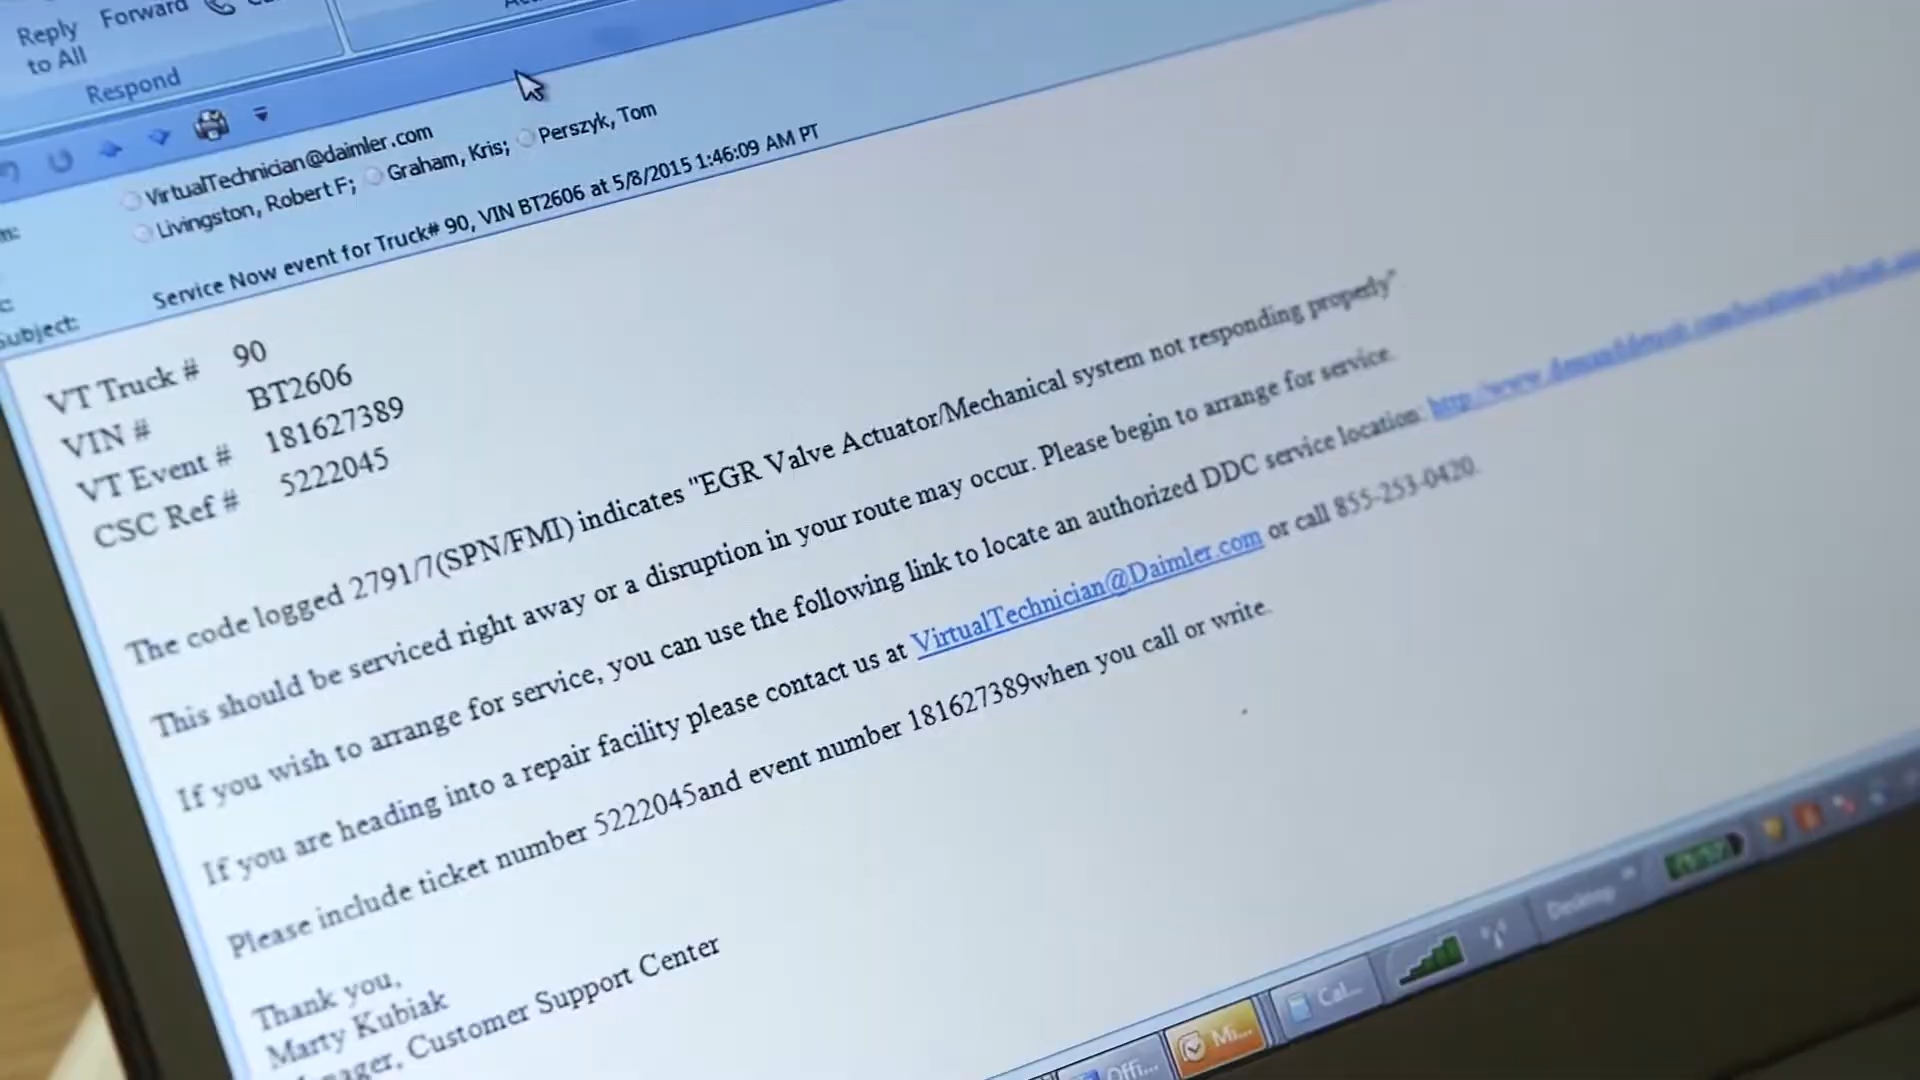 Reply
to All
Forward
Respond
VirtualTechnician@daimler.com
Livingston, Robert F; Graham, Kris; Perszyk, Tom
Subject:
Service Now event for Truck# 90, VIN BT2606 at 5/8/2015 1:46:09 AM PT
VT Truck # 90
VIN # BT2606
VT Event # 181627389
CSC Ref # 5222045
The code logged 2791/7(SPN/FMI) indicates "EGR Valve Actuator/Mechanical system not responding properly"
This should be serviced right away or a disruption in your route may occur. Please begin to arrange for service.
If you wish to arrange for service, you can use the following link to locate an authorized DDC service location:
If you are heading into a repair facility please contact us at VirtualTechnician@Daimler.com or call 855-253-0420.
Please include ticket number 5222045and event number 181627389when you call or write.
Thank you,
Marty Kubiak
Customer Support Center
Desktop
Offi...
Mi...
Cal...